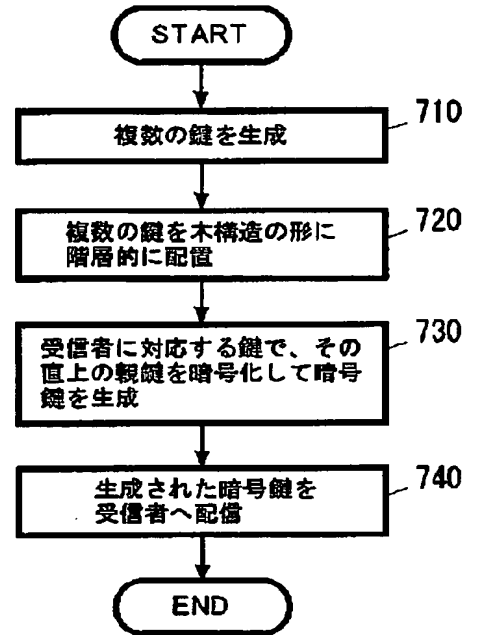 START
複数の鍵を生成
710
複数の鍵を木構造の形に
階層的に配置
720
受信者に対応する鍵で、その
直上の親鍵を暗号化して暗号
鍵を生成
730
生成された暗号鍵を
受信者へ配信
740
END